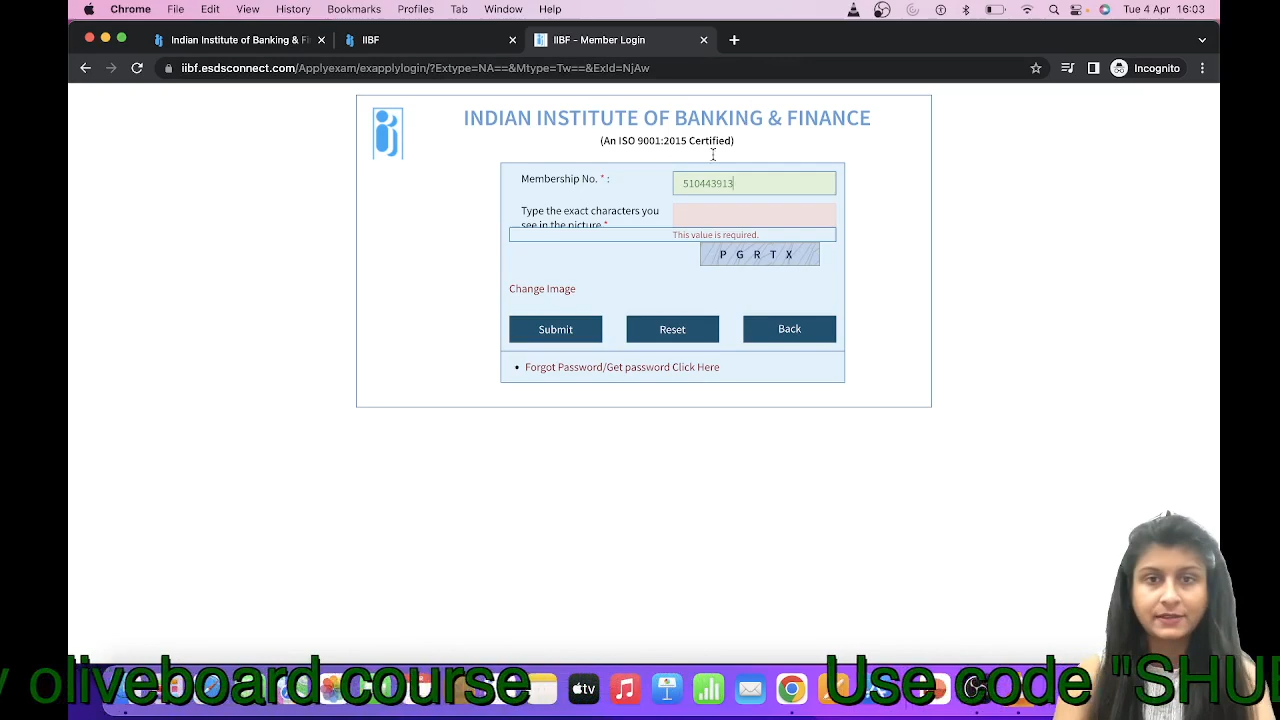 Chrome File Edit View History Bookmarks Profiles Tab Window Help Tue 4 Apr 16:03
Indian Institute of Banking & Fi IIBF IIBF - Member Login
iibf.esdsconnect.com/Applyexam/exapplylogin/?Extype=NA==&Mtype=Tw==&ExId=NjAw Incognito
INDIAN INSTITUTE OF BANKING & FINANCE
(An ISO 9001:2015 Certified)
Membership No. * : 510443913
Type the exact characters you
see in the picture *
This value is required.
P G R T X
Change Image
Submit Reset Back
• Forgot Password/Get password Click Here
oliveboard course Use code "SHU
tv